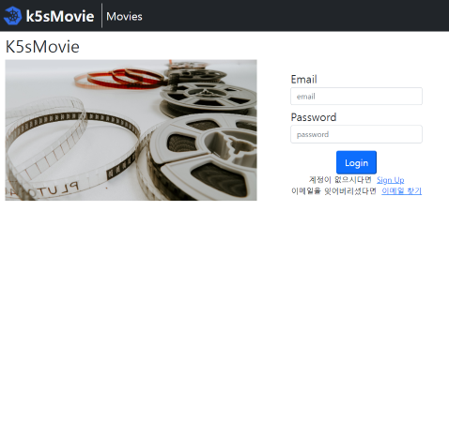 k5sMovie Movies
K5sMovie
PLUTO
Email
email
Password
password
Login
계정이 없으시다면 Sign Up
이메일을 잊어버리셨다면 이메일 찾기